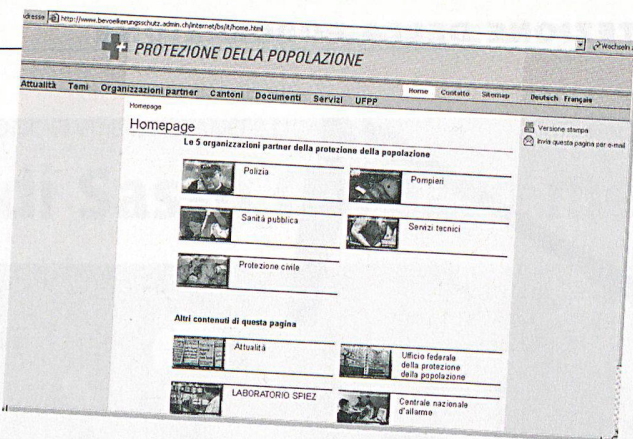 dresse http://www.bevoelkerungsschutz.admin.ch/internet/bs/it/home.html
Wechseln
PROTEZIONE DELLA POPOLAZIONE
Home Contatto Sitemap Deutsch Français
Attualità Temi Organizzazioni partner Cantoni Documenti Servizi UFPP
Homepage
Homepage
Versione stampa
Invia questa pagina per e-mail
Le 5 organizzazioni partner della protezione della popolazione
Polizia
Pompieri
Sanità pubblica
Servizi tecnici
Protezione civile
Altri contenuti di questa pagina
Attualità
Ufficio federale
della protezione
della popolazione
LABORATORIO SPIEZ
Centrale nazionale
d'allarme